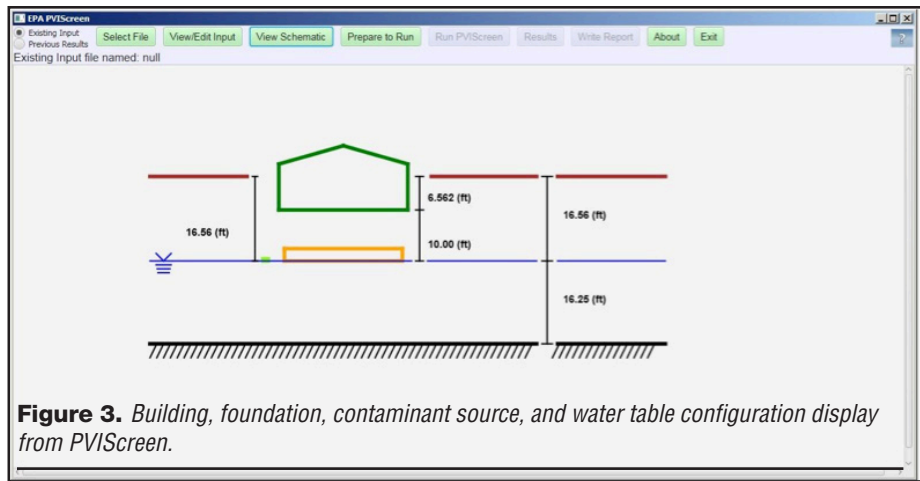 EPA PVIScreen
Existing Input
Previous Results
Select File
View/Edit Input
View Schematic
Prepare to Run
Run PVIScreen
Results
Write Report
About
Exit
?
Existing Input file named: null
6.562 (ft)
16.56 (ft)
16.56 (ft)
10.00 (ft)
16.25 (ft)
Figure 3. Building, foundation, contaminant source, and water table configuration display
from PVIScreen.